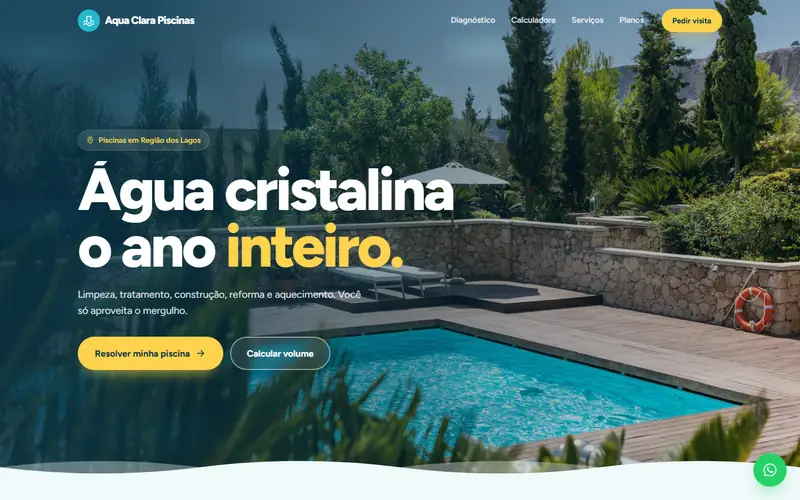 Aqua Clara Piscinas
Diagnóstico
Calculadora
Serviços
Planos
Pedir visita
Piscinas em Região dos Lagos
Água cristalina
o ano inteiro.
Limpeza, tratamento, construção, reforma e aquecimento. Você
só aproveita o mergulho.
Resolver minha piscina
Calcular volume